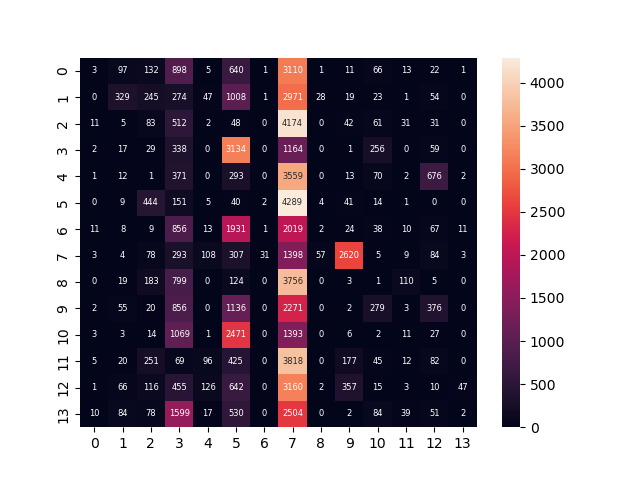 0 3 97 132 898 5 640 1 3110 1 11 66 13 22 1
1 0 329 245 274 47 1008 1 2971 28 19 23 1 54 0
2 11 5 83 512 2 48 0 4174 0 42 61 31 31 0
3 2 17 29 338 0 3134 0 1164 0 1 256 0 59 0
4 1 12 1 371 0 293 0 3559 0 13 70 2 676 2
5 0 9 444 151 5 40 2 4289 4 41 14 1 0 0
6 11 8 9 856 13 1931 1 2019 2 24 38 10 67 11
7 3 4 78 293 108 307 31 1398 57 2620 5 9 84 3
8 0 19 183 799 0 124 0 3756 0 3 1 110 5 0
9 2 55 20 856 0 1136 0 2271 0 2 279 3 376 0
10 3 3 14 1069 1 2471 0 1393 0 6 2 11 27 0
11 5 20 251 69 96 425 0 3818 0 177 45 12 82 0
12 1 66 116 455 126 642 0 3160 2 357 15 3 10 47
13 10 84 78 1599 17 530 0 2504 0 2 84 39 51 2
0 1 2 3 4 5 6 7 8 9 10 11 12 13
4000
3500
3000
2500
2000
1500
1000
500
0